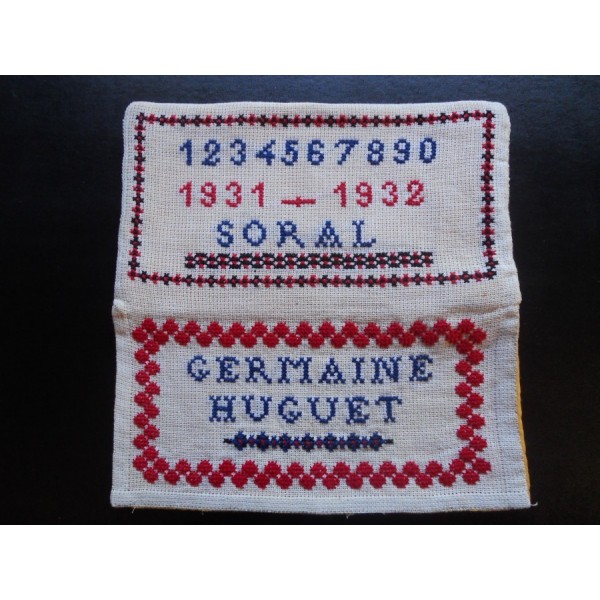 1234567890
1931 - 1932
SORAL
GERMAINE
HUGUET